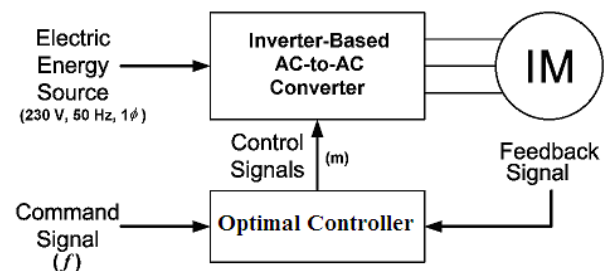 Electric
Energy
Source
(230 V, 50 Hz, 1ϕ)
Inverter-Based
AC-to-AC
Converter
IM
Control
Signals
(m)
Feedback
Signal
Command
Signal
(f)
Optimal Controller